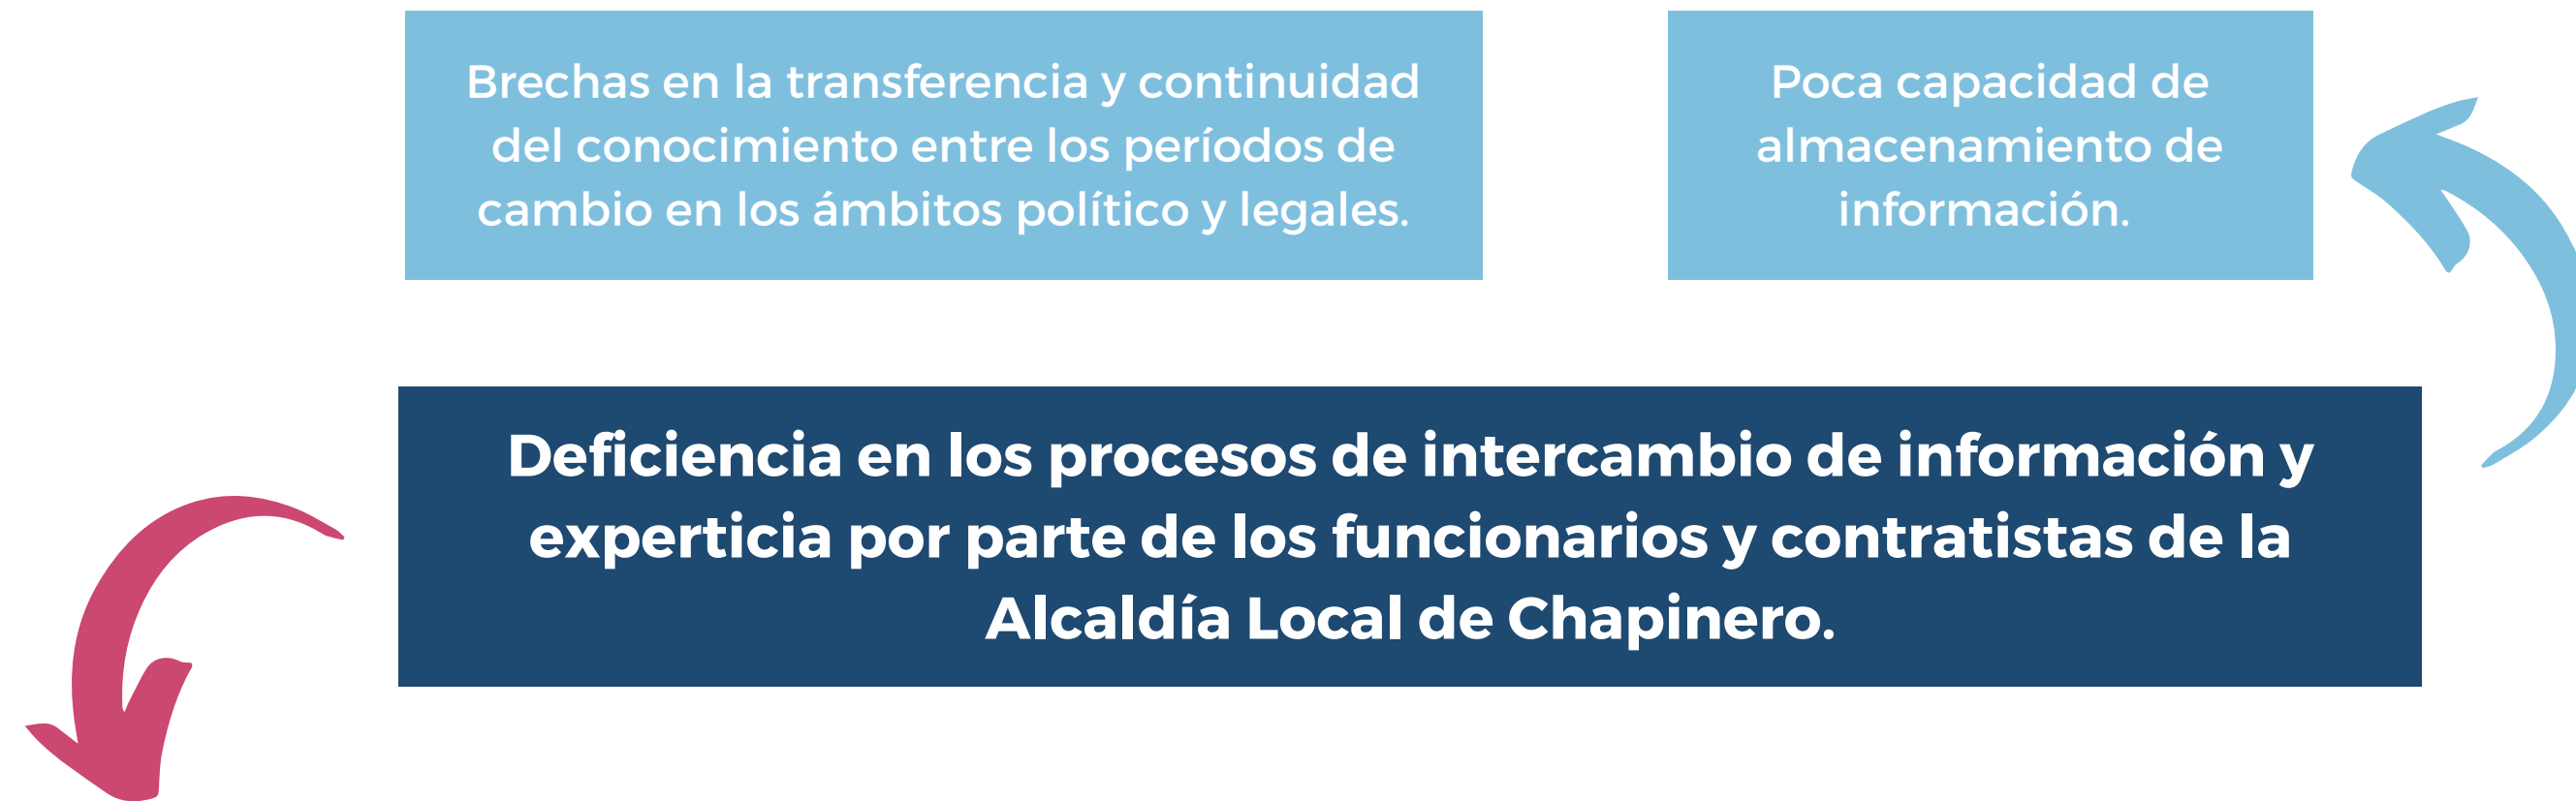 Brechas en la transferencia y continuidad
del conocimiento entre los períodos de
cambio en los ámbitos político y legales.
Poca capacidad de
almacenamiento de
información.
Deficiencia en los procesos de intercambio de información y
experticia por parte de los funcionarios y contratistas de la
Alcaldía Local de Chapinero.